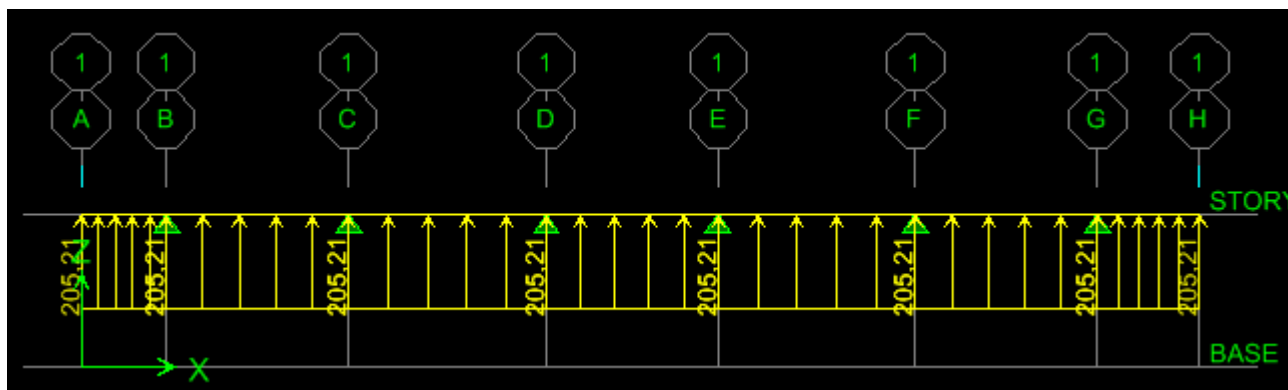 1 1 1 1 1 1 1 1
A B C D E F G H
STORY
205,21 205,21 205,21 205,21 205,21 205,21 205,21 205,21
Z
X
BASE